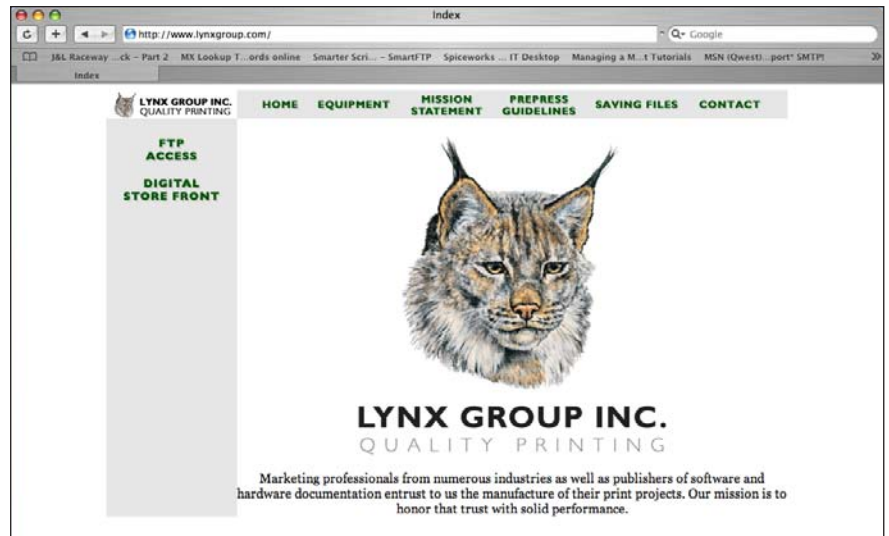 Index
http://www.lynxgroup.com/
Google
J&L Raceway ...ck – Part 2 MX Lookup T...ords online Smarter Scri... – SmartFTP Spiceworks ... IT Desktop Managing a M...t Tutorials MSN (Qwest)...port" SMTP!
Index
LYNX GROUP INC.
QUALITY PRINTING
HOME
EQUIPMENT
MISSION
STATEMENT
PREPRESS
GUIDELINES
SAVING FILES
CONTACT
FTP
ACCESS
DIGITAL
STORE FRONT
LYNX GROUP INC.
QUALITY PRINTING
Marketing professionals from numerous industries as well as publishers of software and
hardware documentation entrust to us the manufacture of their print projects. Our mission is to
honor that trust with solid performance.